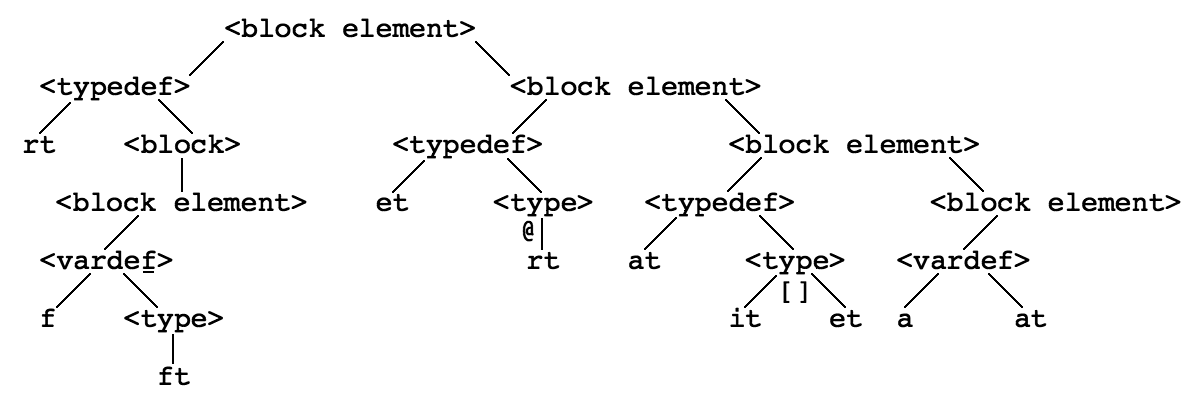 <block element>
<typedef> <block element>
rt <block> <typedef> <block element>
<block element> et <type> <typedef> <block element>
@
<vardef> rt at <type> <vardef>
[]
f <type> it et a at
ft